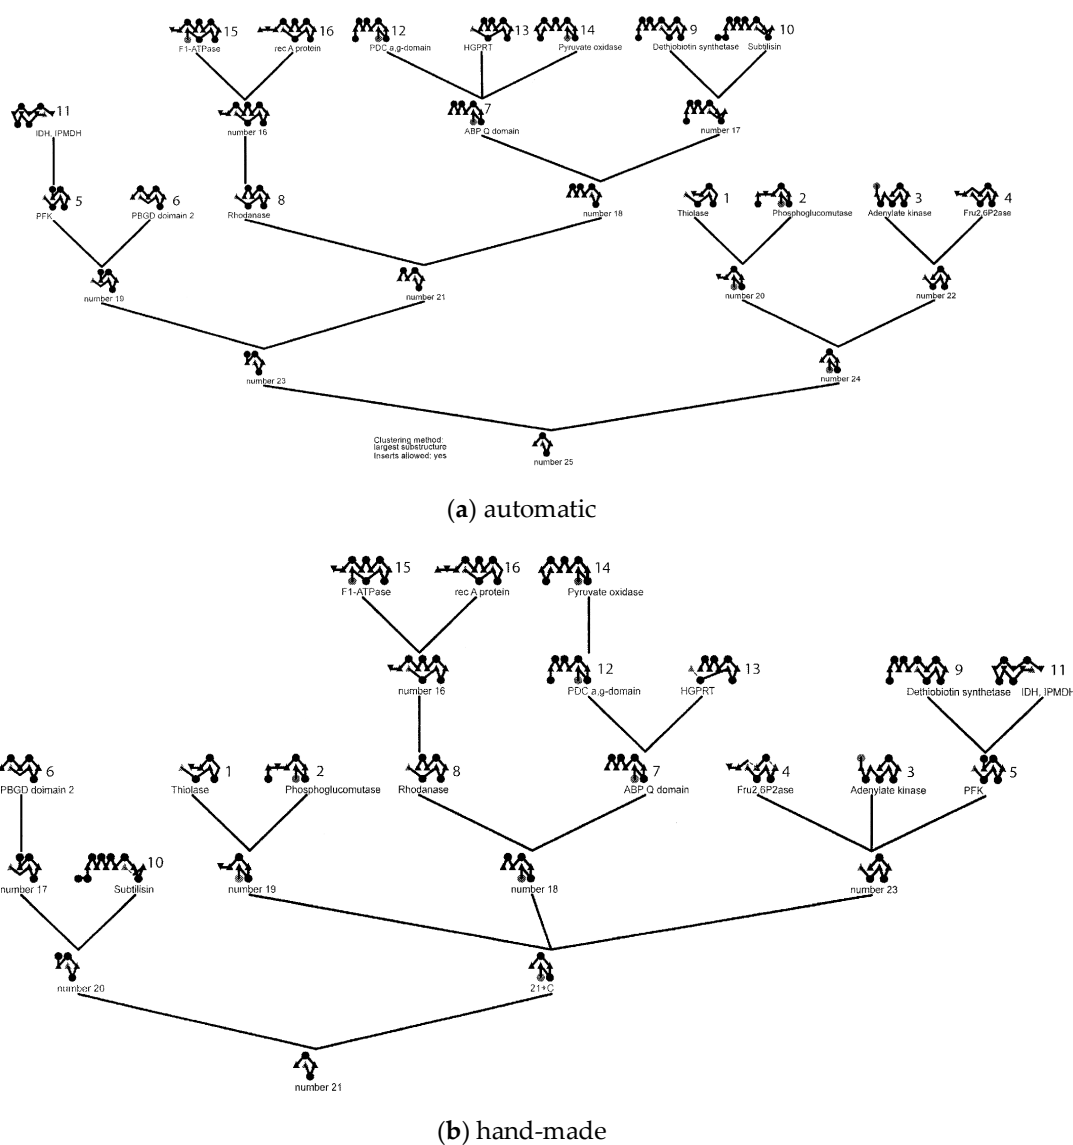 15 16 12 13 14 9 10
F1-ATPase rec A protein PDC a,g-domain HGPRT Pyruvate oxidase Dethiobiotin synthetase Subtilisin
11 7
IDH, IPMDH number 16 ABP Q domain number 17
5 6 8 1 2 3 4
PFK PBGD doimain 2 Rhodanase number 18 Thiolase Phosphoglucomutase Adenylate kinase Fru2,6P2ase
number 19 number 21 number 20 number 22
number 23 number 24
Clustering method:
largest substructure
Inserts allowed: yes
number 25
(a) automatic
15 16 14
F1-ATPase rec A protein Pyruvate oxidase
12 13 9 11
number 16 PDC a,g-domain HGPRT Dethiobiotin synthetase IDH, IPMDH
6 1 2 8 7 4 3 5
PBGD doimain 2 Thiolase Phosphoglucomutase Rhodanase ABP Q domain Fru2,6P2ase Adenylate kinase PFK
10
number 17 Subtilisin number 19 number 18 number 23
number 20 21+C
number 21
(b) hand-made